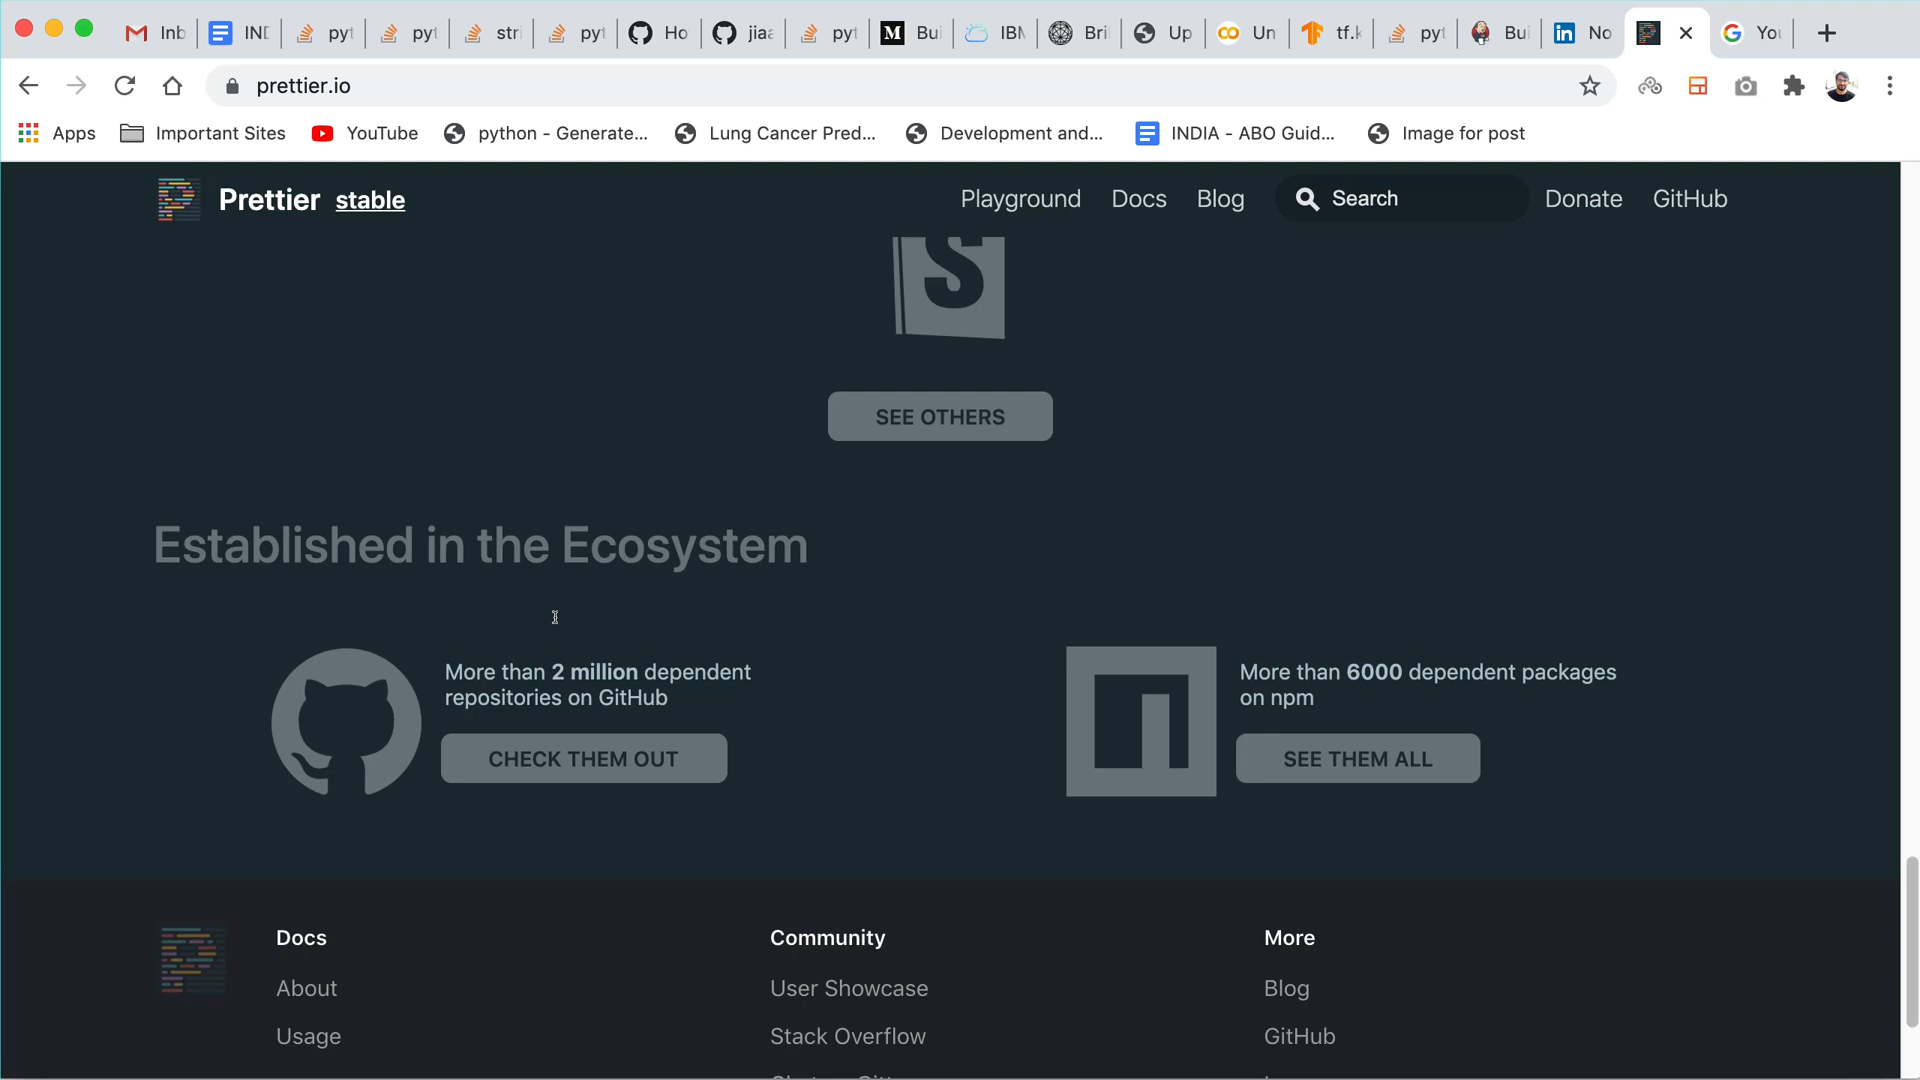 Inb
INI
pyt
pyt
stri
pyt
Ho
jiaa
pyt
Bui
IBM
Bri
Up
Un
tf.k
pyt
Bui
No
You
prettier.io
Apps
Important Sites
YouTube
python - Generate...
Lung Cancer Pred...
Development and...
INDIA - ABO Guid...
Image for post
Prettier stable
Playground
Docs
Blog
Search
Donate
GitHub
S
SEE OTHERS
Established in the Ecosystem
More than 2 million dependent
repositories on GitHub
CHECK THEM OUT
More than 6000 dependent packages
on npm
SEE THEM ALL
Docs
Community
More
About
User Showcase
Blog
Usage
Stack Overflow
GitHub